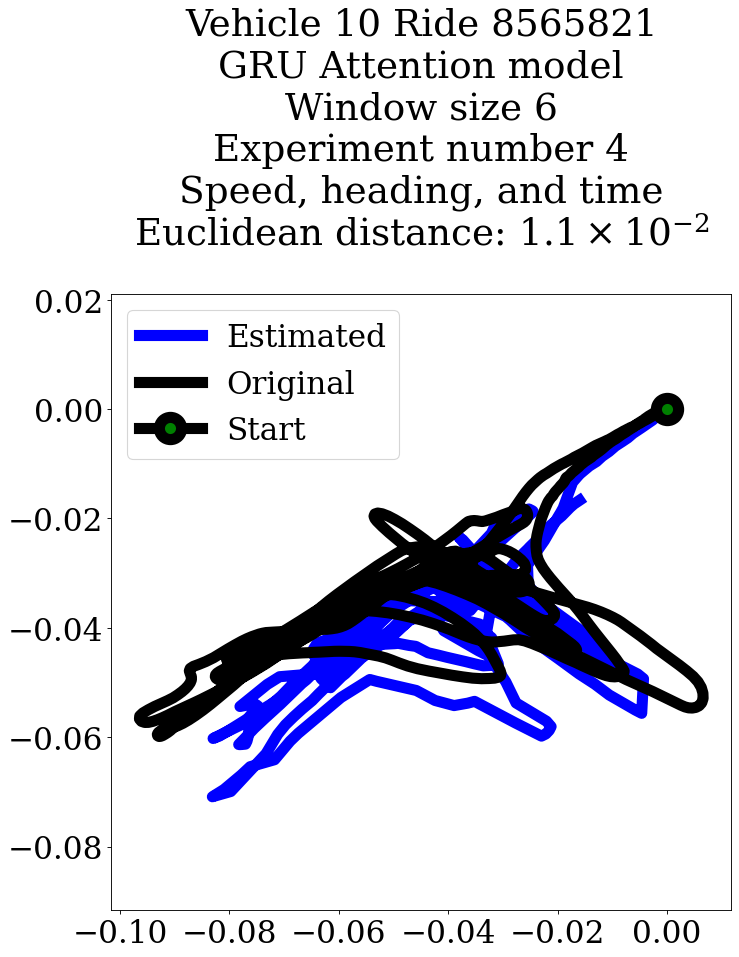 Vehicle 10 Ride 8565821
GRU Attention model
Window size 6
Experiment number 4
Speed, heading, and time
Euclidean distance: 1.1 × 10⁻²
0.02
0.00
−0.02
−0.04
−0.06
−0.08
Estimated
Original
Start
−0.10 −0.08 −0.06 −0.04 −0.02 0.00